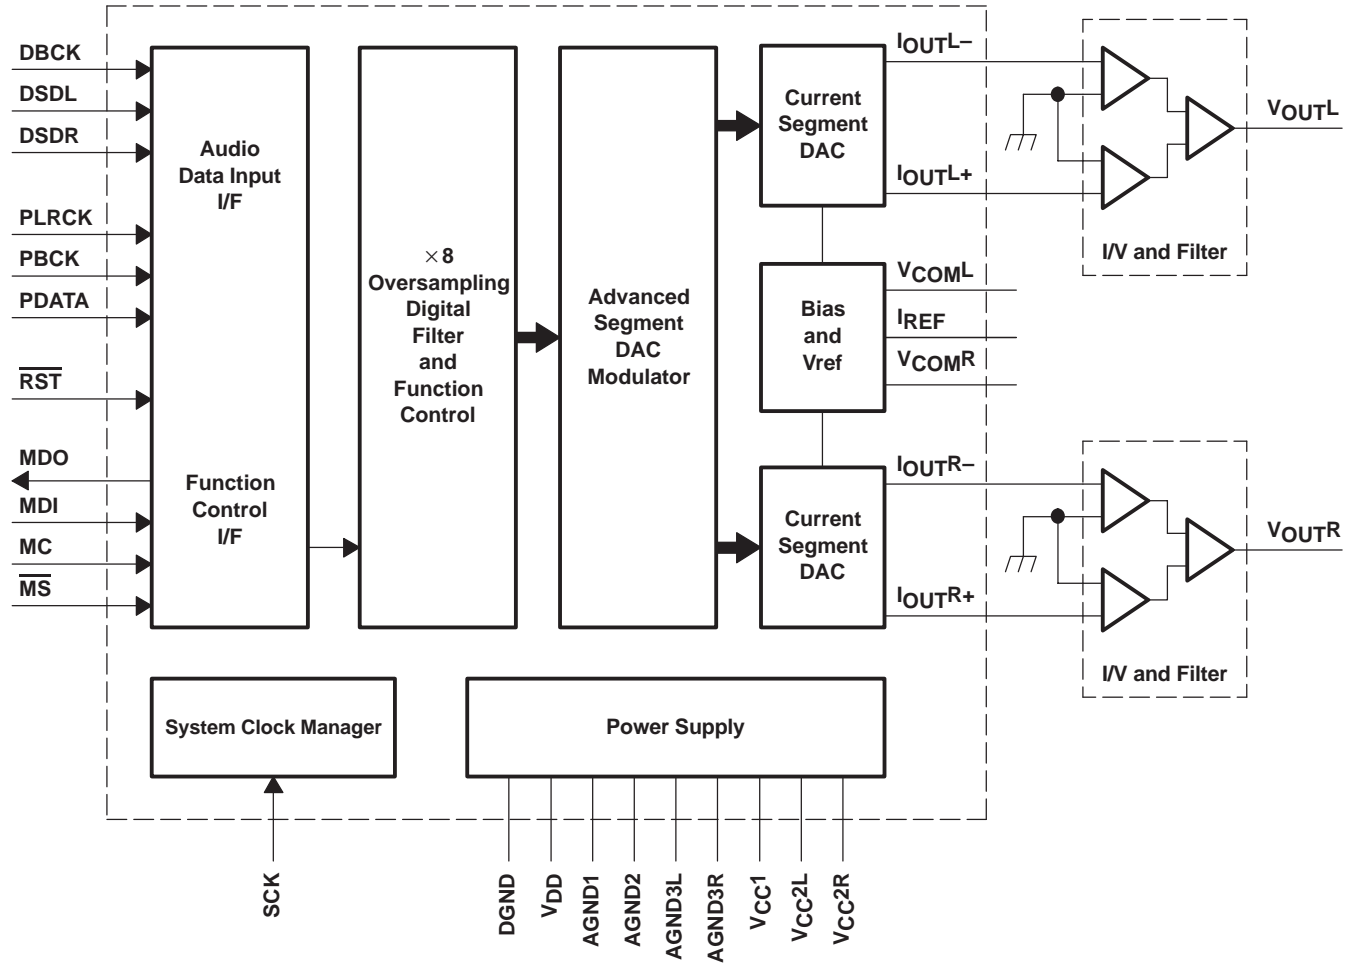 DBCK
DSDL
DSDR
PLRCK
PBCK
PDATA
RST
MDO
MDI
MC
MS
Audio
Data Input
I/F
Function
Control
I/F
×8
Oversampling
Digital
Filter
and
Function
Control
Advanced
Segment
DAC
Modulator
Current
Segment
DAC
Bias
and
Vref
Current
Segment
DAC
IOUTL–
IOUTL+
VCOML
IREF
VCOMR
IOUTR–
IOUTR+
VOUTL
I/V and Filter
VOUTR
I/V and Filter
System Clock Manager
Power Supply
SCK
DGND
VDD
AGND1
AGND2
AGND3L
AGND3R
VCC1
VCC2L
VCC2R